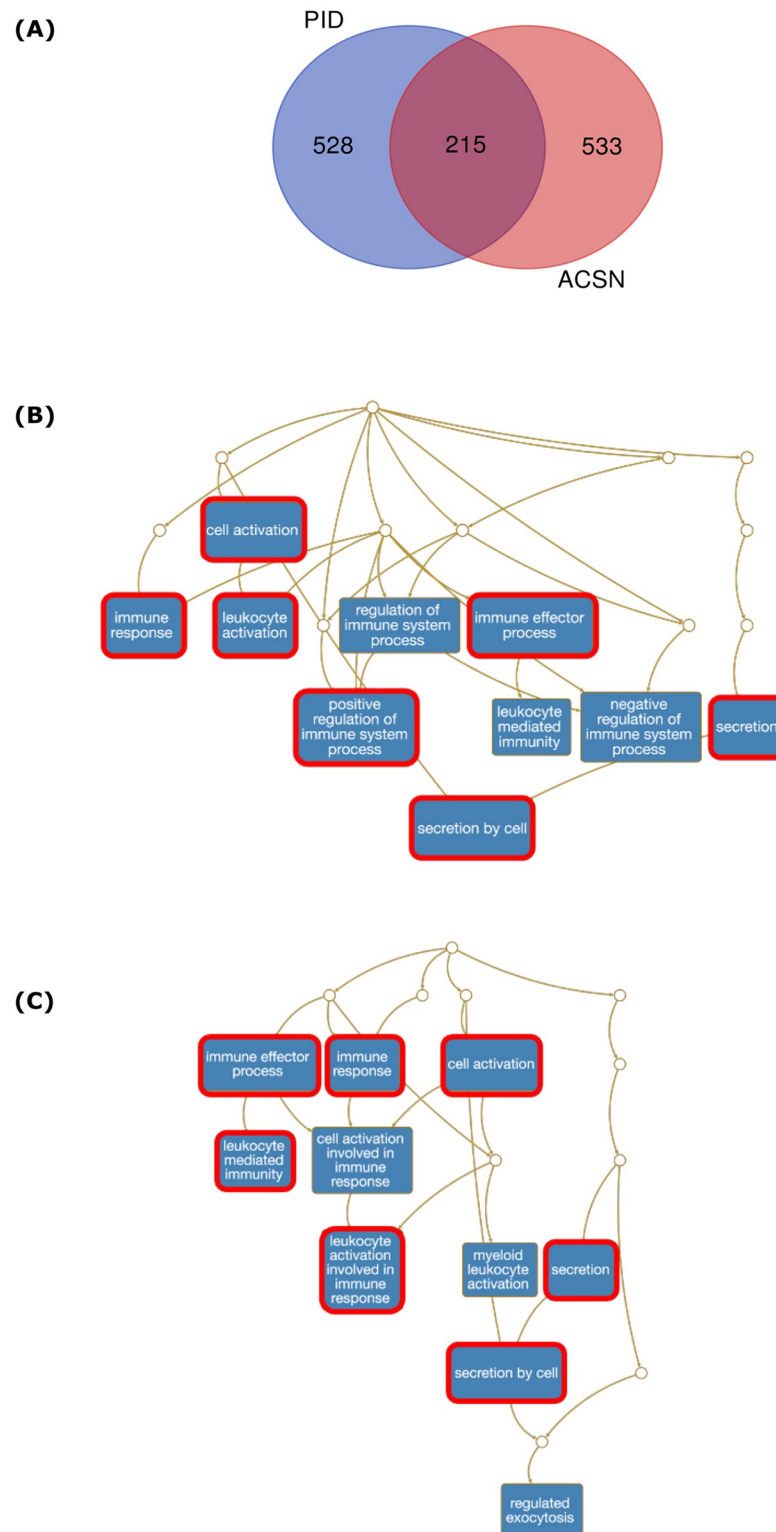 (A)
PID
528
215
533
ACSN
(B)
cell activation
immune
response
leukocyte
activation
regulation of
immune system
process
immune effector
process
positive
regulation of
immune system
process
leukocyte
mediated
immunity
negative
regulation of
immune system
process
secretion
secretion by cell
(C)
immune effector
process
immune
response
cell activation
leukocyte
mediated
immunity
cell activation
involved in
immune
response
leukocyte
activation
involved in
immune
response
myeloid
leukocyte
activation
secretion
secretion by cell
regulated
exocytosis